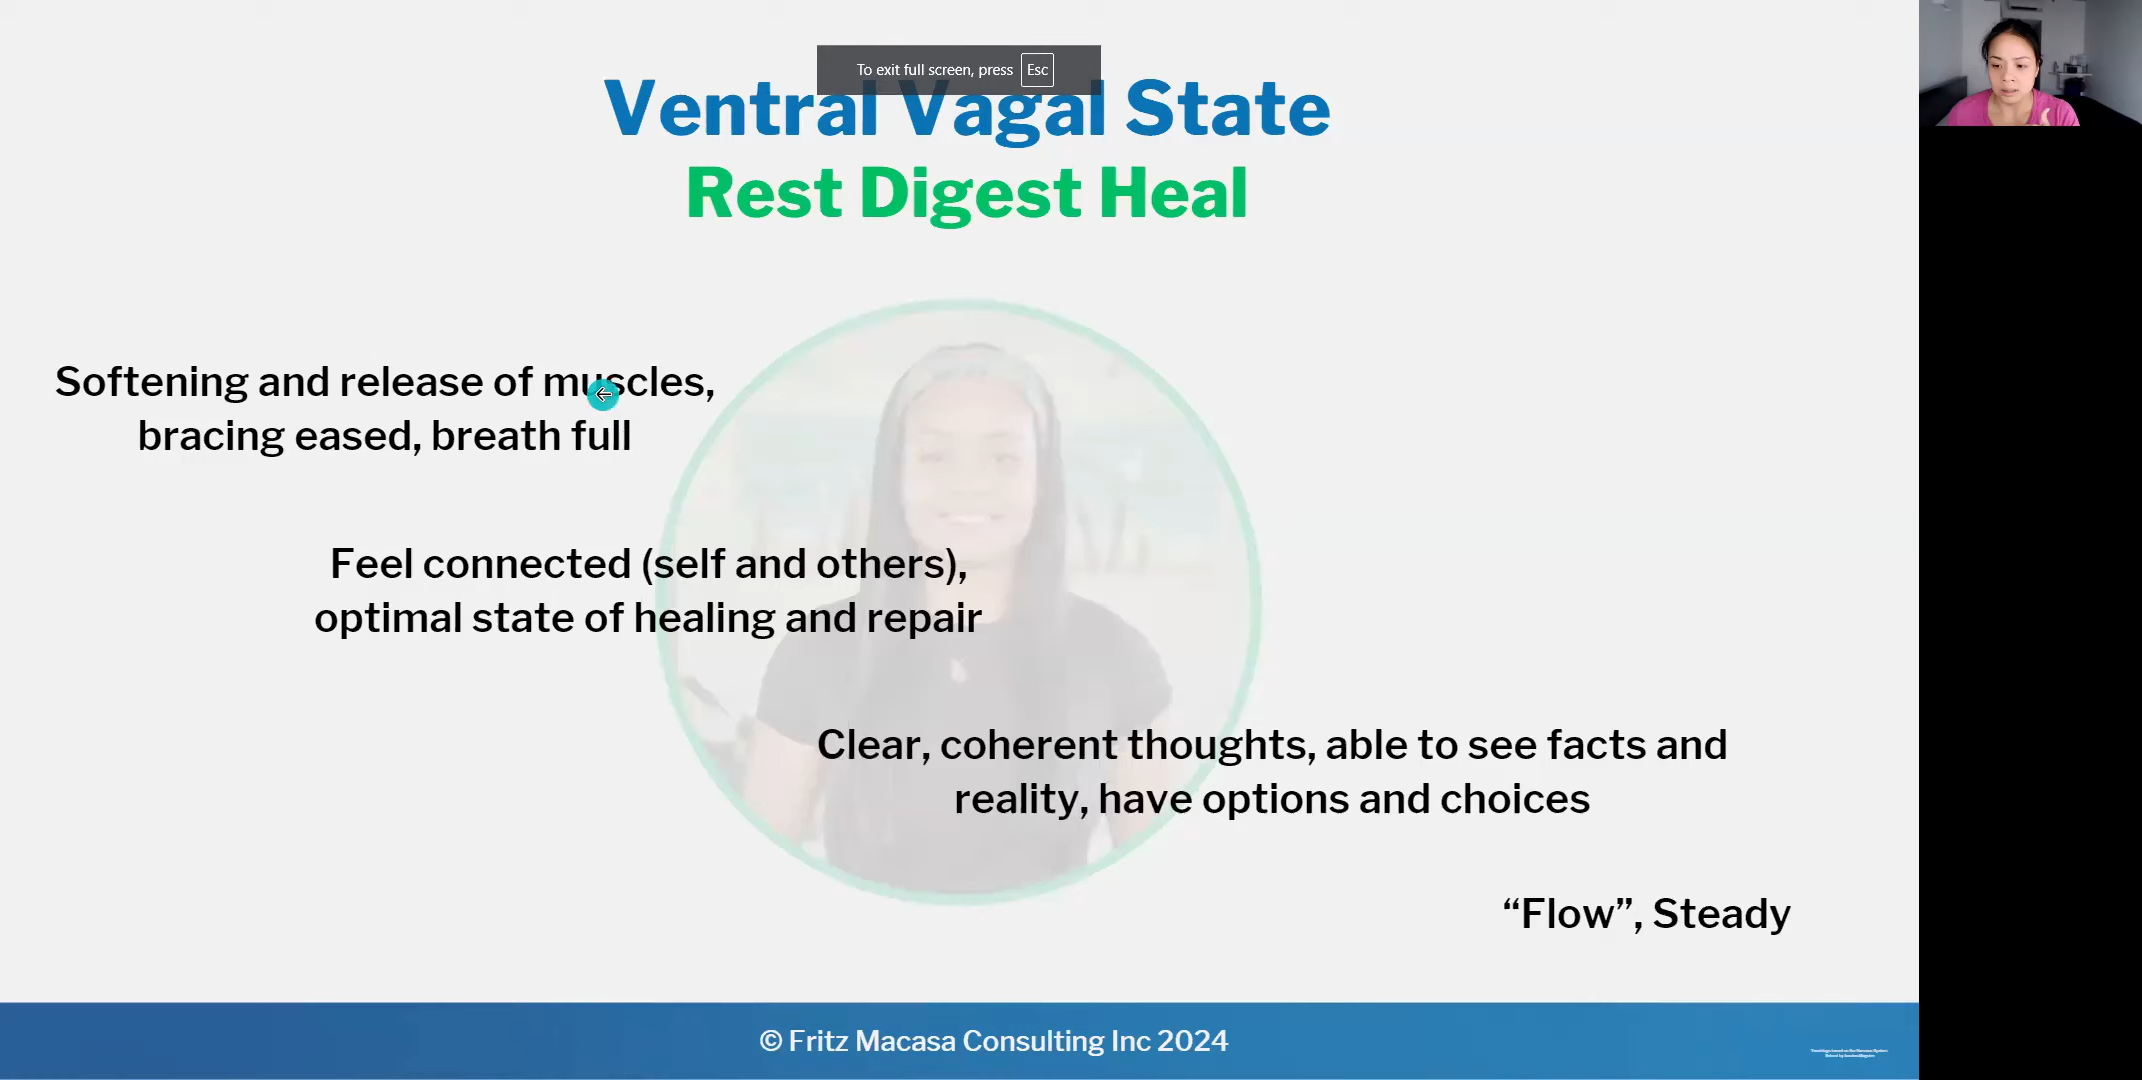 To exit full screen, press Esc
Ventral Vagal State
Rest Digest Heal
Softening and release of muscles,
bracing eased, breath full
Feel connected (self and others),
optimal state of healing and repair
Clear, coherent thoughts, able to see facts and
reality, have options and choices
“Flow”, Steady
© Fritz Macasa Consulting Inc 2024